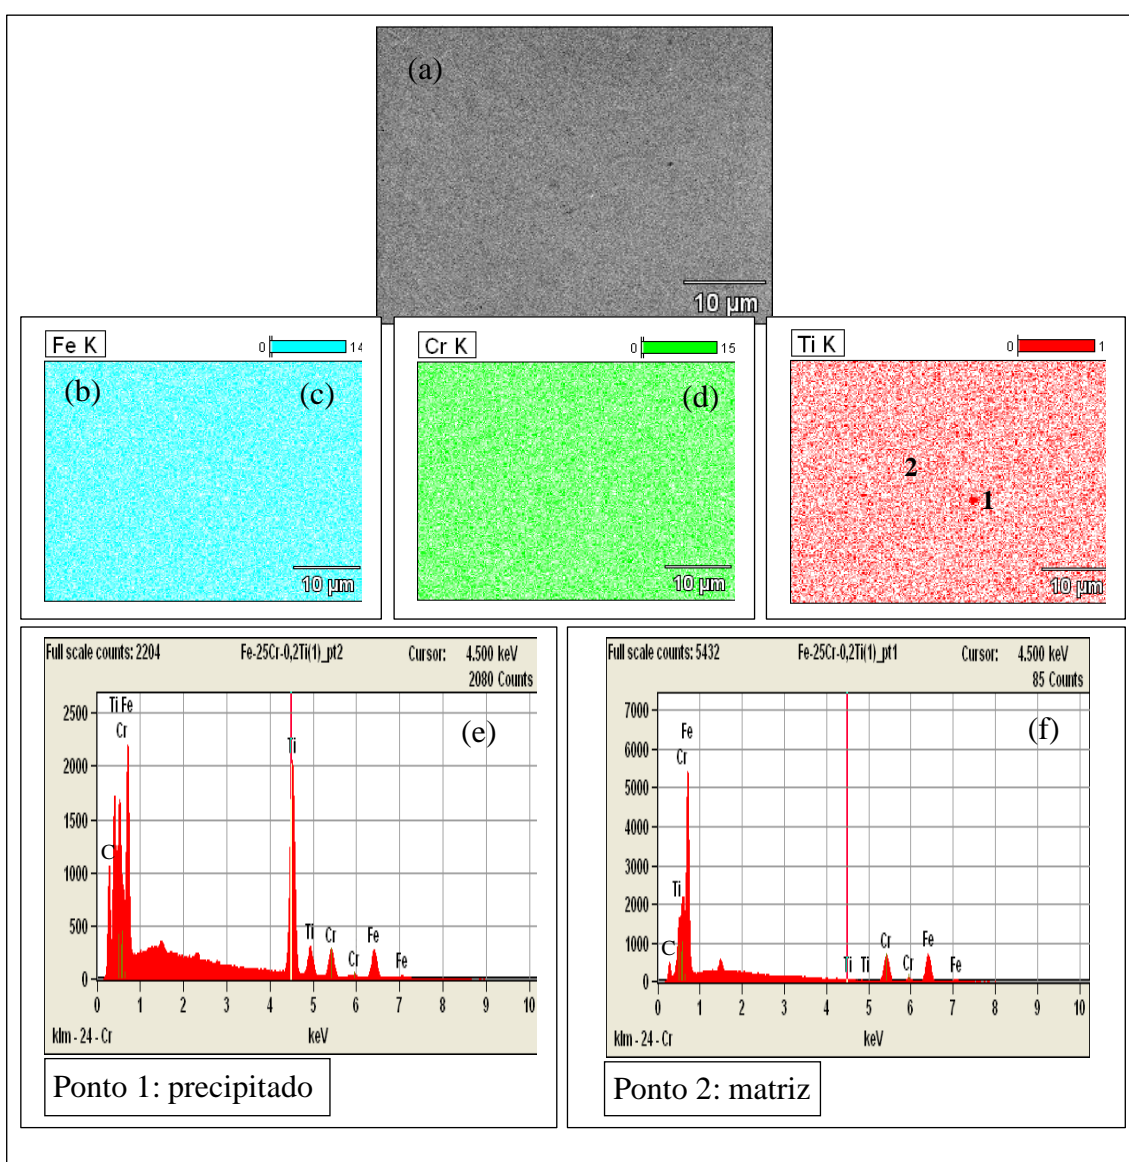 (a)
10 µm
Fe K
0 14
(b) (c)
10 µm
Cr K
0 15
(d)
10 µm
Ti K
0 1
2
1
10 µm
Full scale counts: 2204 Fe-25Cr-0,2Ti(1)_pt2 Cursor: 4.500 keV
2080 Counts
2500
2000
1500
1000
500
0
Ti Fe
Cr
C
Ti
Ti
Cr
Cr
Fe
Fe
(e)
0 1 2 3 4 5 6 7 8 9 10
klm - 24 - Cr keV
Ponto 1: precipitado
Full scale counts: 5432 Fe-25Cr-0,2Ti(1)_pt1 Cursor: 4.500 keV
85 Counts
7000
6000
5000
4000
3000
2000
1000
0
Fe
Cr
Ti
C
Ti
Ti
Cr
Cr
Fe
Fe
(f)
0 1 2 3 4 5 6 7 8 9 10
klm - 24 - Cr keV
Ponto 2: matriz